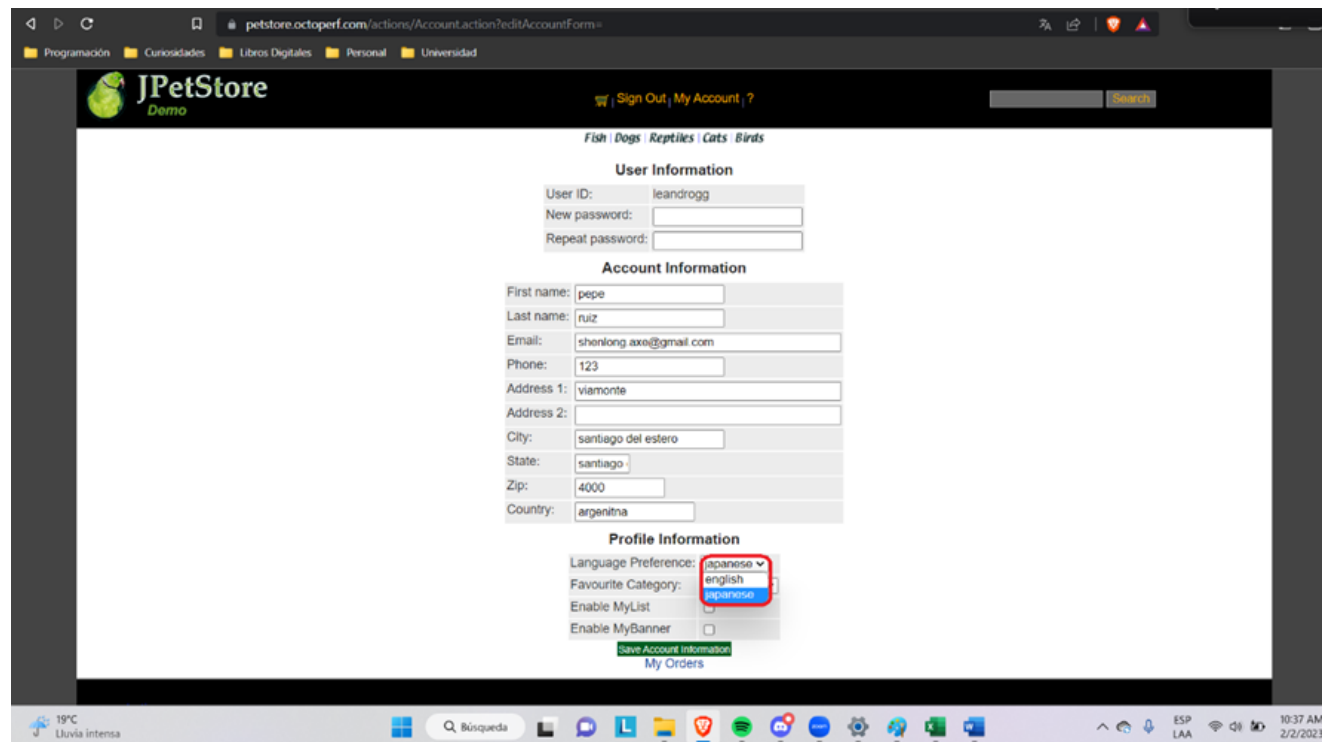 petstore.octoperf.com/actions/Account.action?editAccountForm=
Programación Curiosidades Libros Digitales Personal Universidad
JPetStore
Demo
Sign Out | My Account | ?
Search
Fish | Dogs | Reptiles | Cats | Birds
User Information
User ID: leandrogg
New password:
Repeat password:
Account Information
First name: pepe
Last name: ruiz
Email: shenlong.axe@gmail.com
Phone: 123
Address 1: viamonte
Address 2:
City: santiago del estero
State: santiago
Zip: 4000
Country: argenitna
Profile Information
Language Preference: japanese
english
Favourite Category:
japanese
Enable MyList
Enable MyBanner
Save Account Information
My Orders
19°C
Lluvia intensa
Búsqueda
ESP
LAA
10:37 AM
2/2/2023